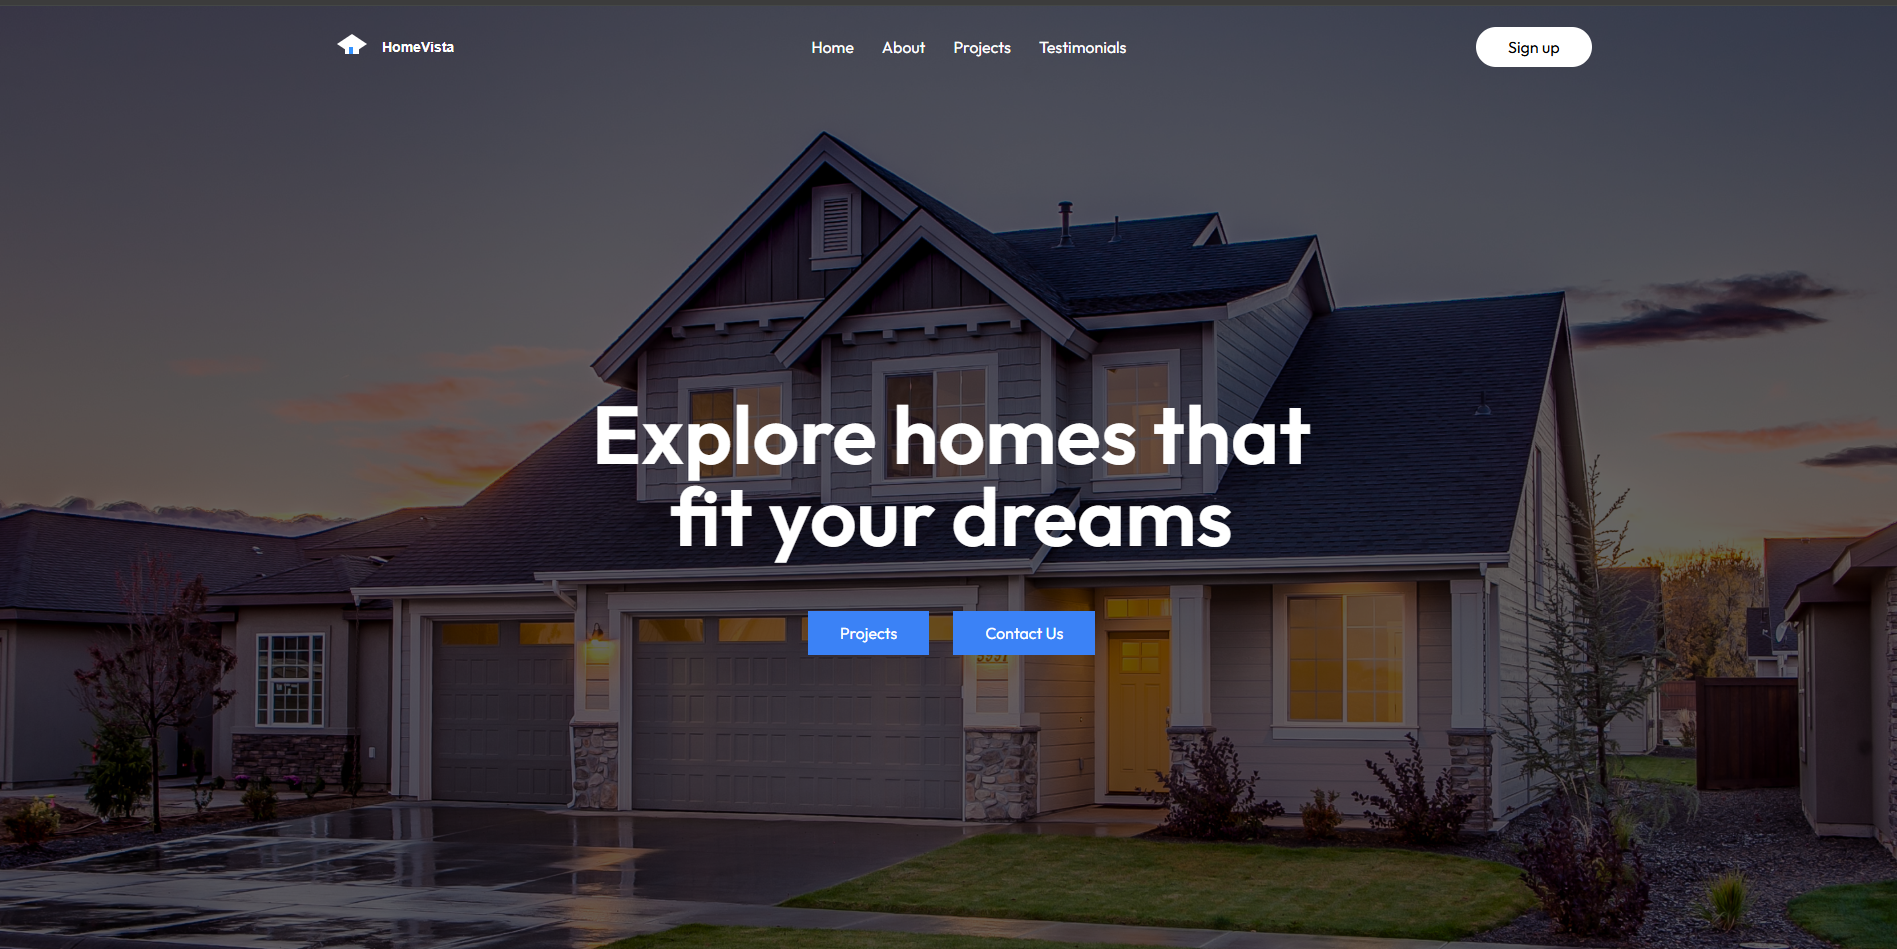 HomeVista
Home About Projects Testimonials
Sign up
Explore homes that
fit your dreams
Projects Contact Us